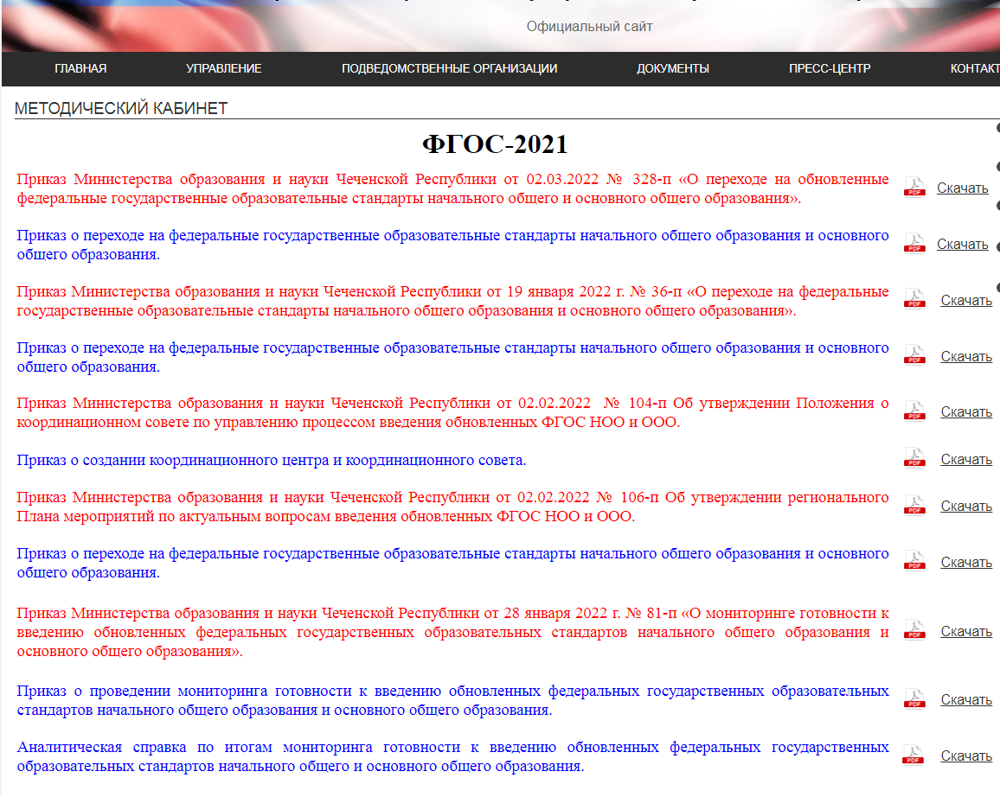 Официальный сайт
ГЛАВНАЯ УПРАВЛЕНИЕ ПОДВЕДОМСТВЕННЫЕ ОРГАНИЗАЦИИ ДОКУМЕНТЫ ПРЕСС-ЦЕНТР КОНТАКТ
МЕТОДИЧЕСКИЙ КАБИНЕТ
ФГОС-2021
Приказ Министерства образования и науки Чеченской Республики от 02.03.2022 № 328-п «О переходе на обновленные
федеральные государственные образовательные стандарты начального общего и основного общего образования».
PDF Скачать
Приказ о переходе на федеральные государственные образовательные стандарты начального общего образования и основного
общего образования.
PDF Скачать
Приказ Министерства образования и науки Чеченской Республики от 19 января 2022 г. № 36-п «О переходе на федеральные
государственные образовательные стандарты начального общего образования и основного общего образования».
PDF Скачать
Приказ о переходе на федеральные государственные образовательные стандарты начального общего образования и основного
общего образования.
PDF Скачать
Приказ Министерства образования и науки Чеченской Республики от 02.02.2022 № 104-п Об утверждении Положения о
координационном совете по управлению процессом введения обновленных ФГОС НОО и ООО.
PDF Скачать
Приказ о создании координационного центра и координационного совета.
PDF Скачать
Приказ Министерства образования и науки Чеченской Республики от 02.02.2022 № 106-п Об утверждении регионального
Плана мероприятий по актуальным вопросам введения обновленных ФГОС НОО и ООО.
PDF Скачать
Приказ о переходе на федеральные государственные образовательные стандарты начального общего образования и основного
общего образования.
PDF Скачать
Приказ Министерства образования и науки Чеченской Республики от 28 января 2022 г. № 81-п «О мониторинге готовности к
введению обновленных федеральных государственных образовательных стандартов начального общего образования и
основного общего образования».
PDF Скачать
Приказ о проведении мониторинга готовности к введению обновленных федеральных государственных образовательных
стандартов начального общего образования и основного общего образования.
PDF Скачать
Аналитическая справка по итогам мониторинга готовности к введению обновленных федеральных государственных
образовательных стандартов начального общего и основного общего образования.
PDF Скачать